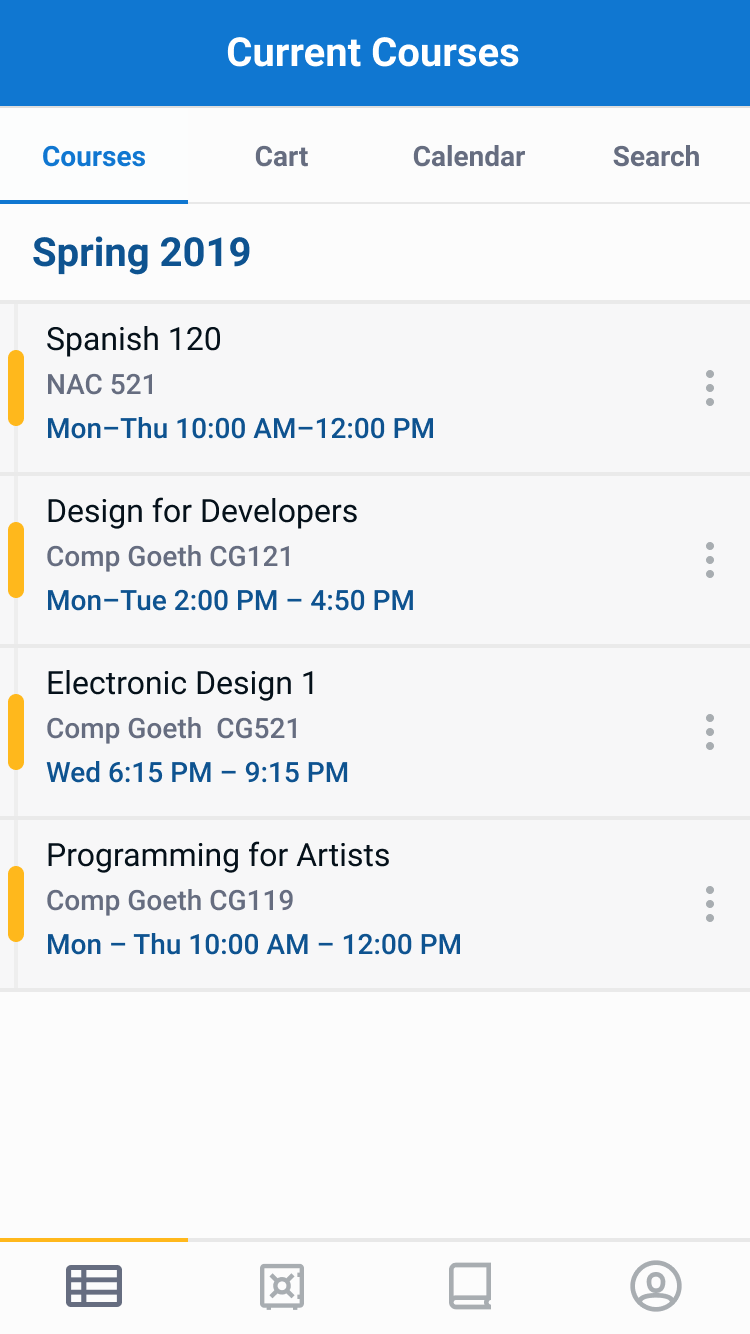 Current Courses
Courses Cart Calendar Search
Spring 2019
Spanish 120
NAC 521
Mon–Thu 10:00 AM–12:00 PM
Design for Developers
Comp Goeth CG121
Mon–Tue 2:00 PM – 4:50 PM
Electronic Design 1
Comp Goeth  CG521
Wed 6:15 PM – 9:15 PM
Programming for Artists
Comp Goeth CG119
Mon – Thu 10:00 AM – 12:00 PM